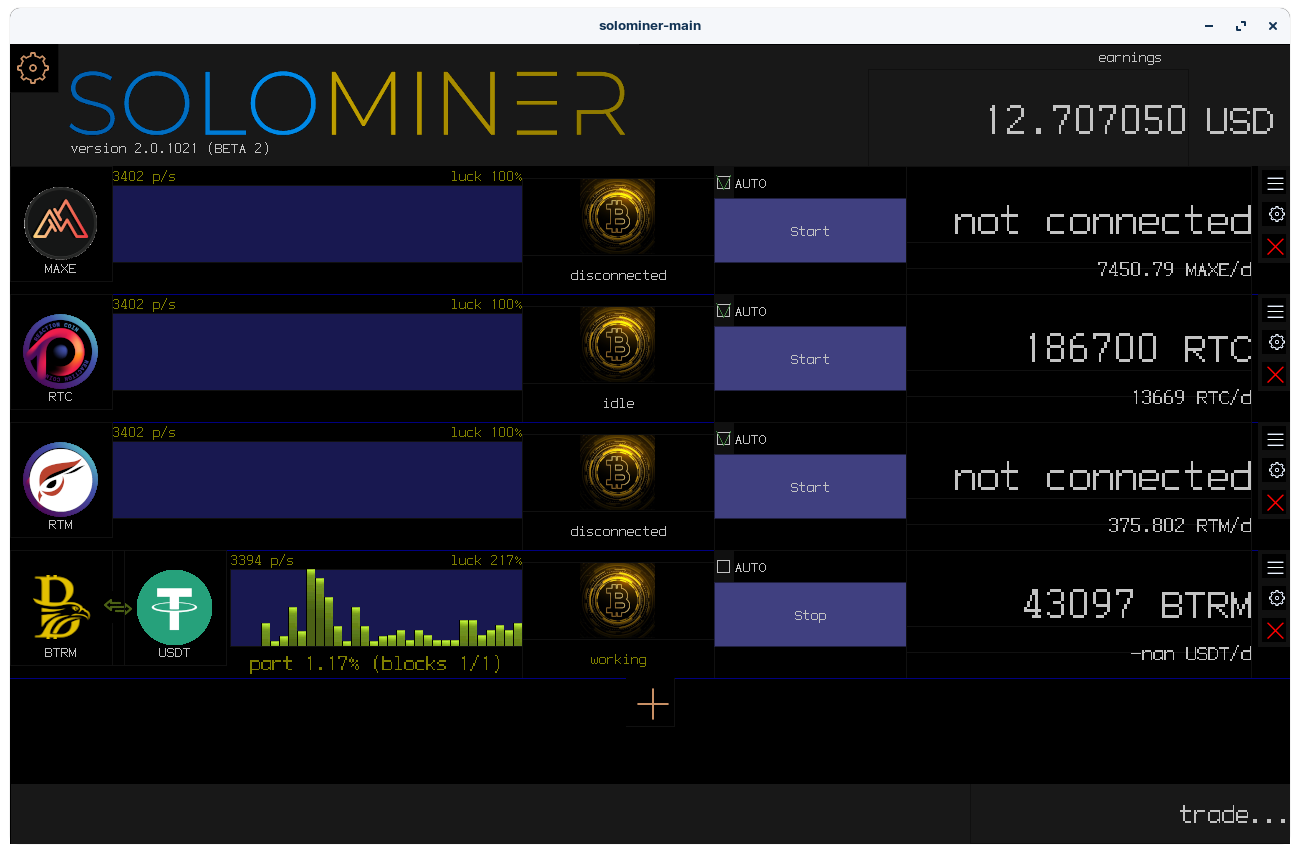 solominer-main
earnings
SOLOMINER
12.707050 USD
version 2.0.1021 (BETA 2)
3402 p/s luck 100%
AUTO
Start
not connected
MAXE
disconnected
7450.79 MAXE/d
3402 p/s luck 100%
AUTO
REACTION COIN
Start
186700 RTC
RTC
idle
13669 RTC/d
3402 p/s luck 100%
AUTO
Start
not connected
RTM
disconnected
375.802 RTM/d
3394 p/s luck 217%
AUTO
Stop
43097 BTRM
BTRM
USDT
part 1.17% (blocks 1/1)
working
-nan USDT/d
trade...